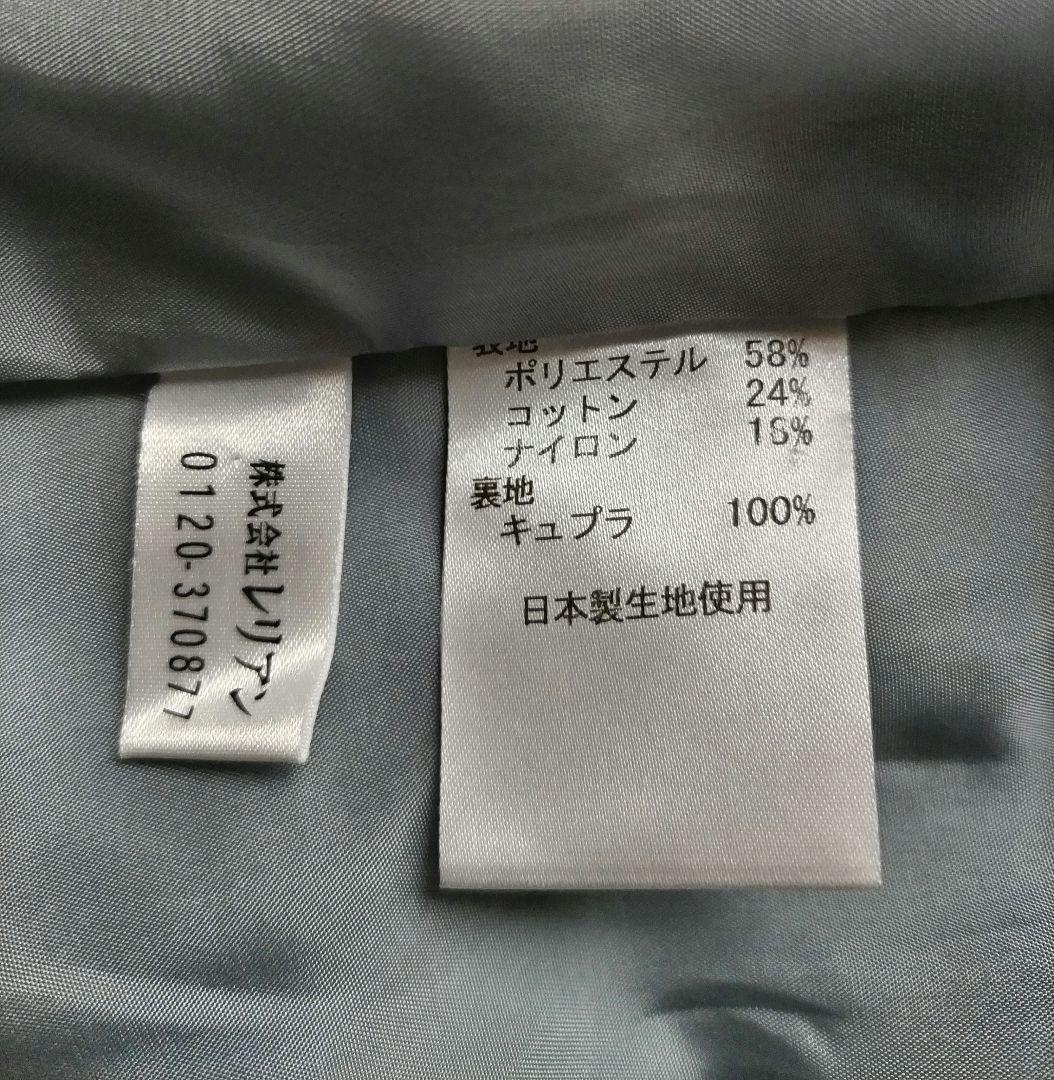 株式会社レリアン
0120-370877
表地
ポリエステル 58%
コットン 24%
ナイロン 18%
裏地
キュプラ 100%
日本製生地使用